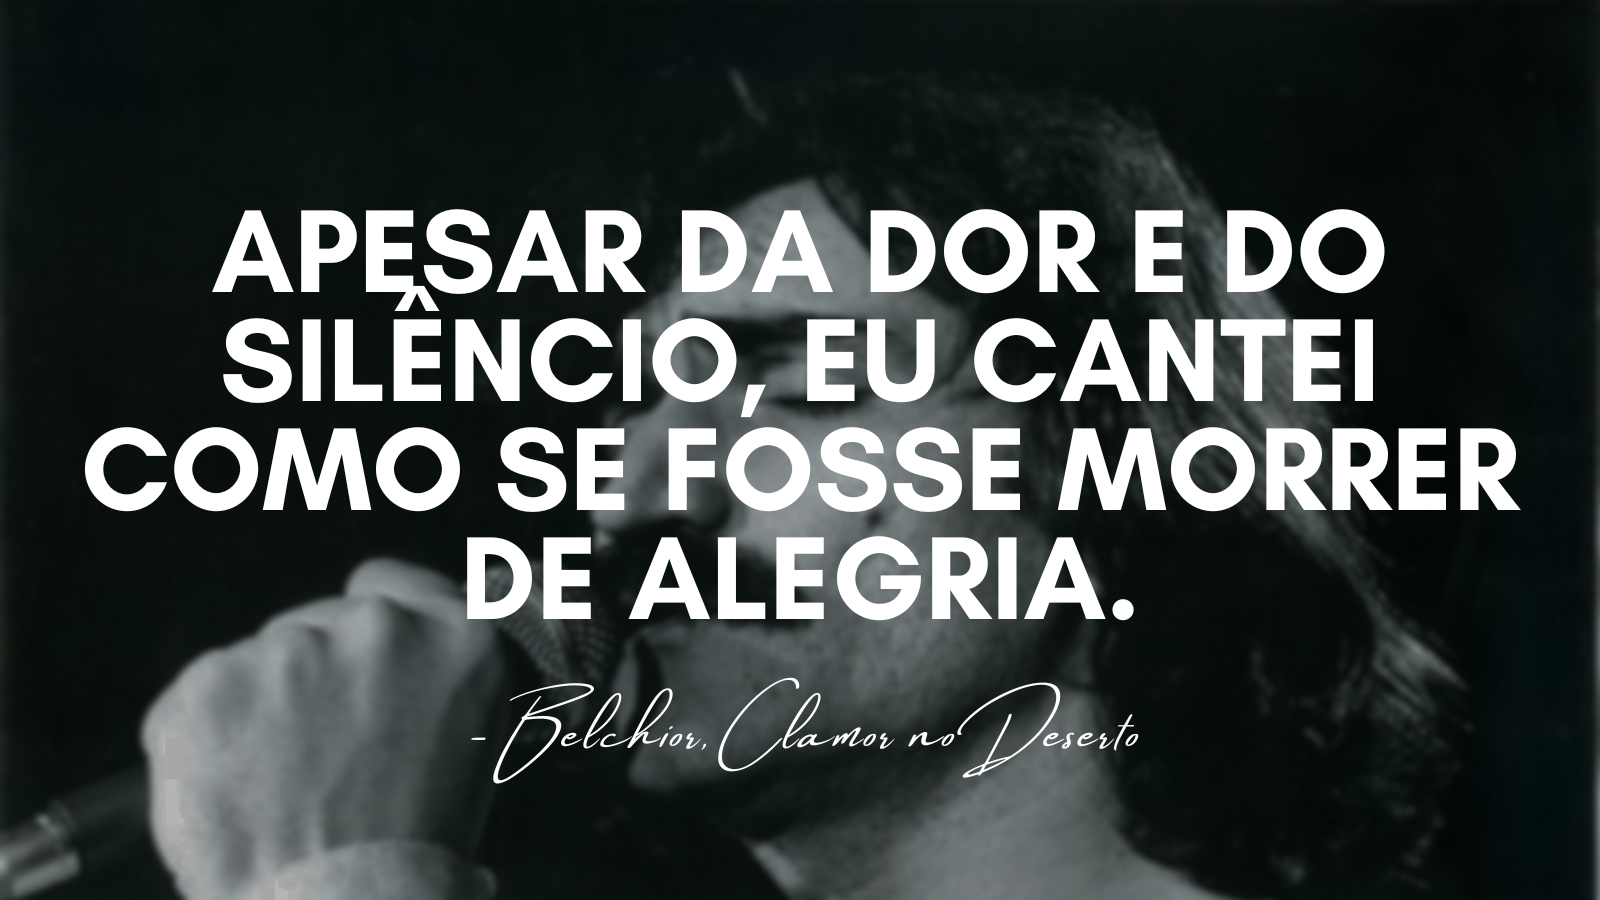 APESAR DA DOR E DO
SILÊNCIO, EU CANTEI
COMO SE FOSSE MORRER
DE ALEGRIA.
- Belchior, Clamor no Deserto